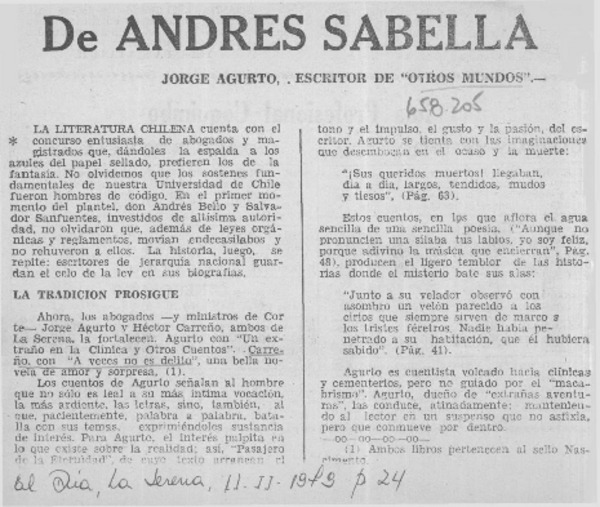 De ANDRES SABELLA
JORGE AGURTO, . ESCRITOR DE "OTROS MUNDOS".—
658.205
LA LITERATURA CHILENA cuenta con el
* concurso entusiasta de abogados y ma-
gistrados que, dándoles la espalda a los
azules del papel sellado, prefieren los de la
fantasía. No olvidemos que los sostenes fun-
damentales de nuestra Universidad de Chile
fueron hombres de código. En el primer mo-
mento del plantel, don Andrés Bello y Salva-
dor Sanfuentes, investidos de altísima autori-
dad, no olvidaron que, además de leyes orgá-
nicas y reglamentos, movían endecasílabos y
no rehuveron a ellos. La historia, luego, se
repite: escritores de jerarquía nacional guar-
dan el celo de la ley en sus biografías.
LA TRADICION PROSIGUE
Ahora, los abogados —y ministros de Cor
te— Jorge Agurto y Héctor Carreño, ambos de
La Serena, la fortalecen. Agurto con "Un ex-
traño en la Clínica y Otros Cuentos". Carre-
ño, con "A veces no es delito", una bella no-
vela de amor y sorpresa, (1).
Los cuentos de Agurto señalan al hombre
que no sólo es leal a su más íntima vocación,
la más ardiente, las letras, sino, también, al
que, pacientemente, palabra a palabra, bata-
lla con sus temas, exprimiéndoles sustancia
de interés. Para Agurto, el interés palpita en
lo que existe sobre la realidad; así, "Pasajero
de la Eternidad", de cuyo texto arrancan el
tono y el impulso, el gusto y la pasión, del es-
critor. Agurto se tienta con las imaginaciones
que desembocan en el ocaso y la muerte:
"¡Sus queridos muertos! Llegaban,
día a día, largos, tendidos, mudos
y tiesos", (Pág. 63).
Estos cuentos, en los que aflora el agua
sencilla de una sencilla poesía, ("Aunque no
pronuncien una sílaba tus labios, yo soy feliz,
porque adivino la música que encierran", Pág.
48), producen el ligero temblor de las histo-
rias donde el misterio bate sus alas:
"Junto a su velador observó con
asombro un velón parecido a los
cirios que siempre sirven de marco a
los tristes féretros. Nadie había pe-
netrado a su habitación, que él hubiera
sabido". (Pág. 41).
Agurto es cuentista volcado hacia clínicas
y cementerios, pero no guiado por el "maca-
brismo". Agurto, dueño de "extrañas aventu-
ras", las conduce, atinadamente: manteniendo
al lector en un suspenso que no asfixia,
pero que conmueve por dentro.
—oo—oo—oo—oo—
(1) Ambos libros pertenecen al sello Nas-
cimento.
El Día, La Serena, 11-II-1979 p 24